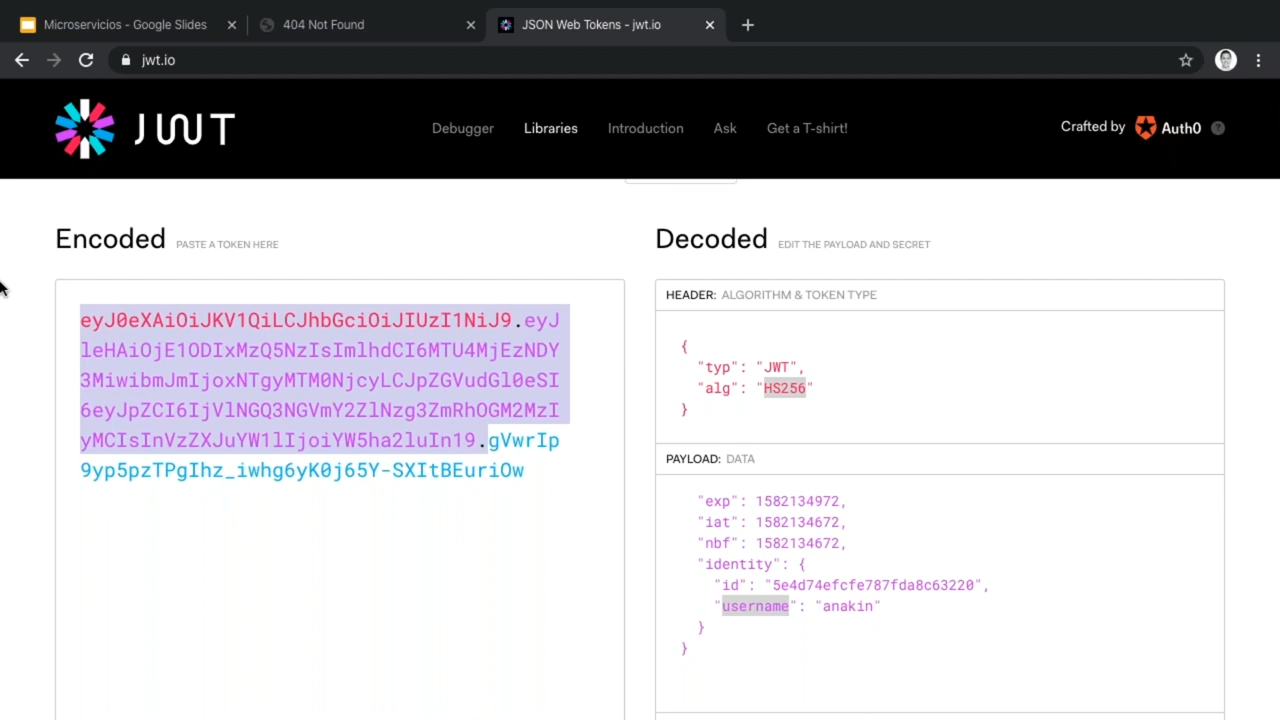 Microservicios - Google Slides
404 Not Found
JSON Web Tokens - jwt.io
jwt.io
JWT
Debugger
Libraries
Introduction
Ask
Get a T-shirt!
Crafted by Auth0 ?
Encoded PASTE A TOKEN HERE
eyJ0eXAiOiJKV1QiLCJhbGciOiJIUzI1NiJ9.eyJ
leHAiOjE1ODIxMzQ5NzIsImlhdCI6MTU4MjEzNDY
3MiwibmJmIjoxNTgyMTM0NjcyLCJpZGVudGl0eSI
6eyJpZCI6IjVlNGQ3NGVmY2ZlNzg3ZmRhOGM2MzI
yMCIsInVzZXJuYW1lIjoiYW5ha2luIn19.gVwrIp
9yp5pzTPgIhz_iwhg6yK0j65Y-SXItBEuriOw
Decoded EDIT THE PAYLOAD AND SECRET
HEADER: ALGORITHM & TOKEN TYPE
{
"typ": "JWT",
"alg": "HS256"
}
PAYLOAD: DATA
"exp": 1582134972,
"iat": 1582134672,
"nbf": 1582134672,
"identity": {
"id": "5e4d74efcfe787fda8c63220",
"username": "anakin"
}
}